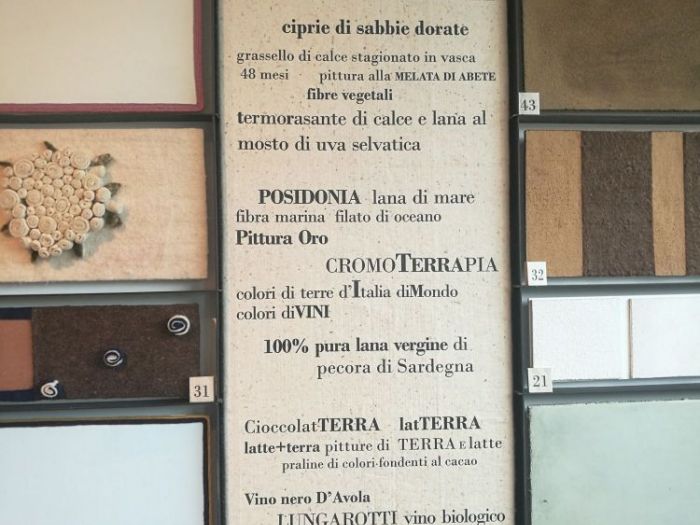 ciprie di sabbie dorate
grassello di calce stagionato in vasca
48 mesi pittura alla MELATA DI ABETE
fibre vegetali
termorasante di calce e lana al
mosto di uva selvatica
POSIDONIA lana di mare
fibra marina filato di oceano
Pittura Oro
CROMOTERRAPIA
colori di terre d'Italia diMondo
colori diVINI
100% pura lana vergine di
pecora di Sardegna
CioccolatTERRA latTERRA
latte+terra pitture di TERRA E latte
praline di colori-fondenti al cacao
Vino nero D'Avola
LUNGAROTTI vino biologico
31
43
32
21